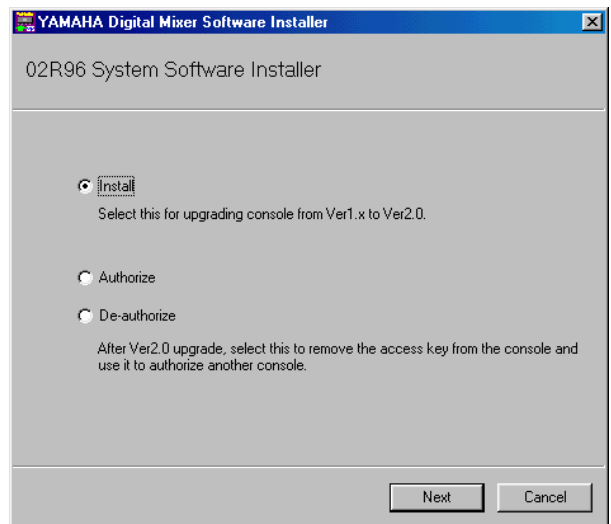 YAMAHA Digital Mixer Software Installer
02R96 System Software Installer
Install
Select this for upgrading console from Ver1.x to Ver2.0.
Authorize
De-authorize
After Ver2.0 upgrade, select this to remove the access key from the console and
use it to authorize another console.
Next
Cancel